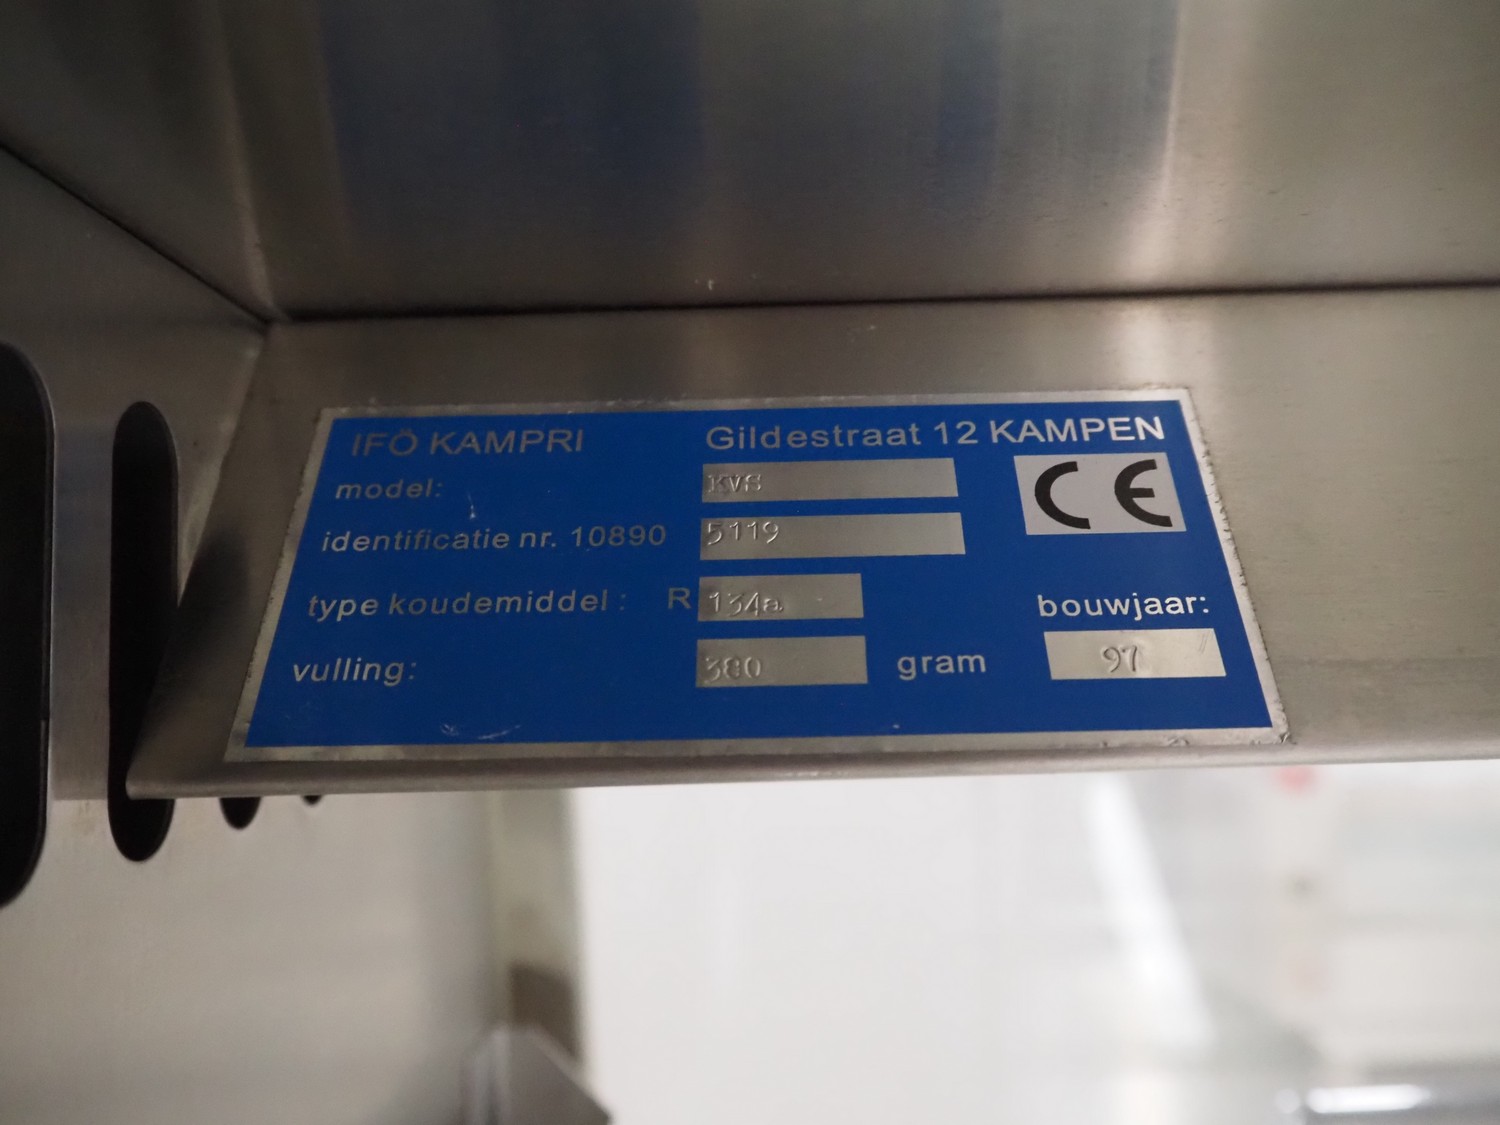 IFÖ KAMPRI Gildestraat 12 KAMPEN
model: KVS CE
identificatie nr. 10890 5119
type koudemiddel : R 134a bouwjaar:
vulling: 380 gram 97